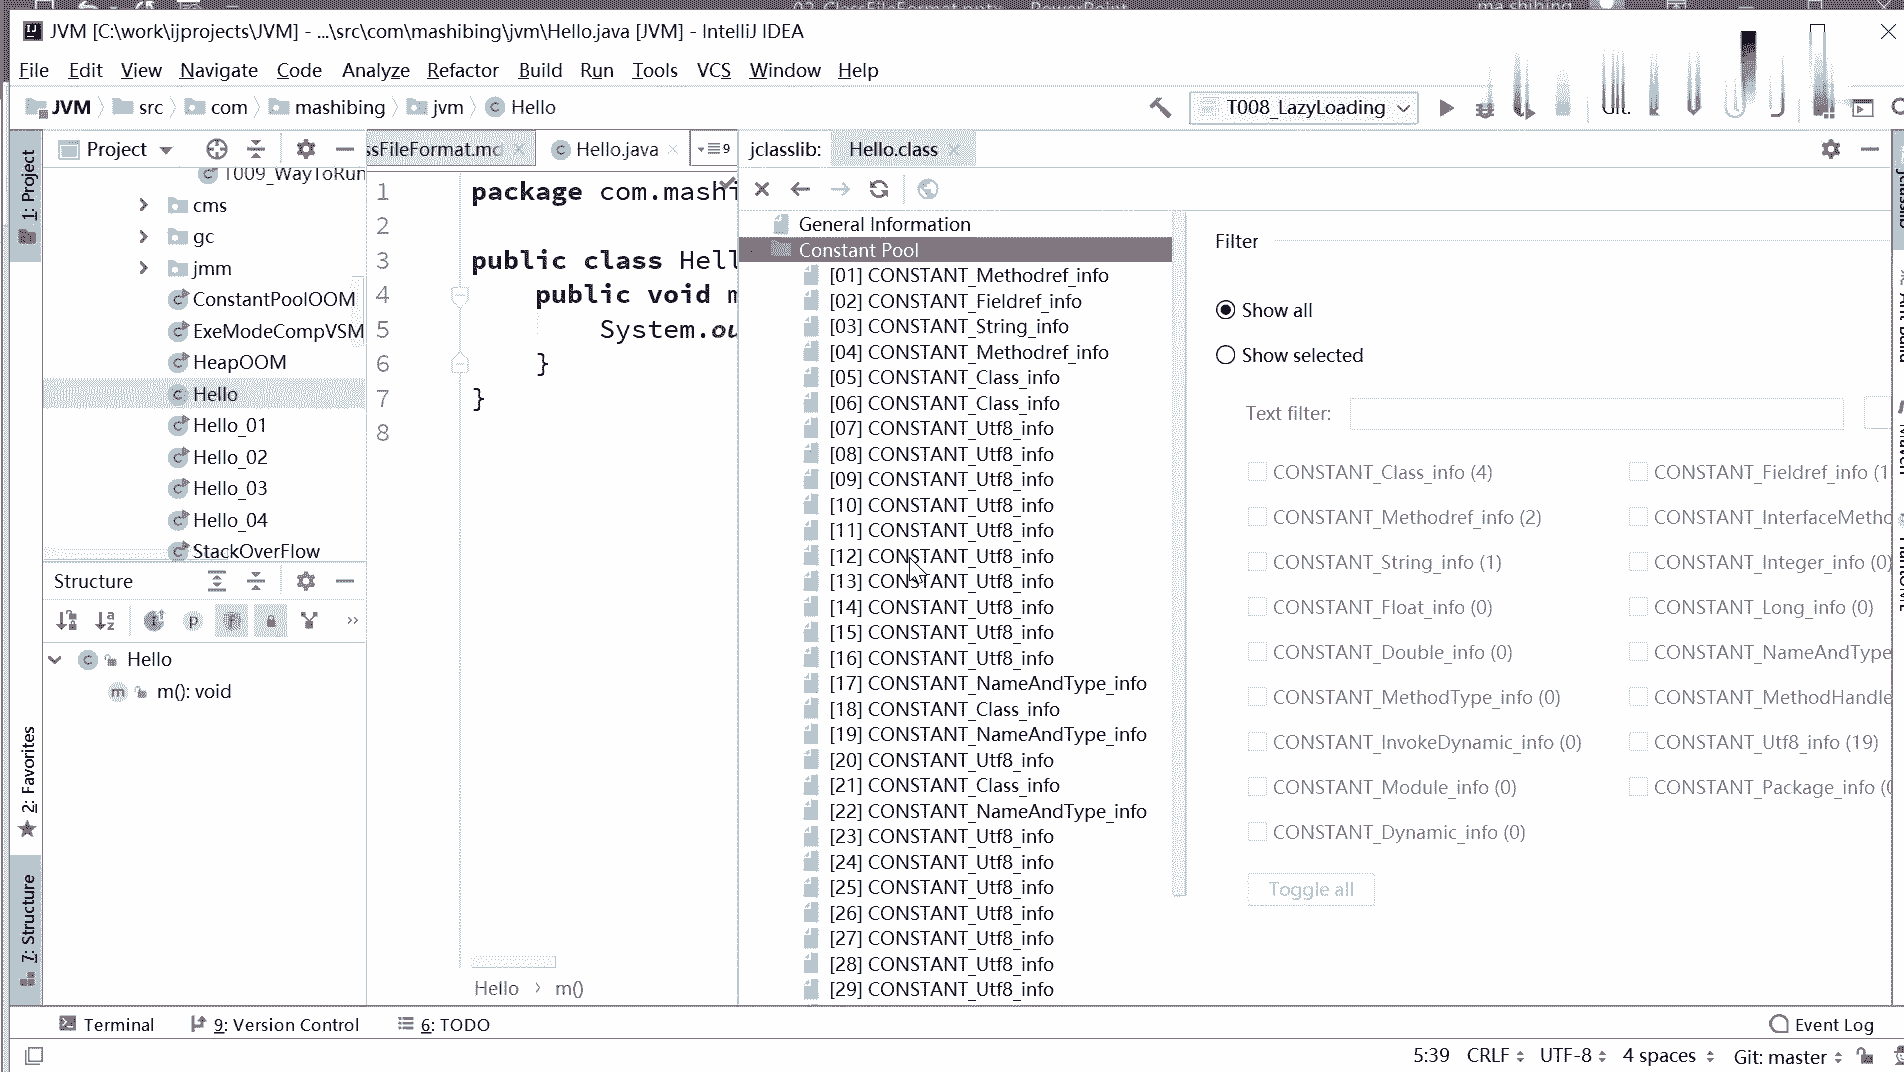 JVM [C:\work\ijprojects\JVM] - ...\src\com\mashibing\jvm\Hello.java [JVM] - IntelliJ IDEA
File Edit View Navigate Code Analyze Refactor Build Run Tools VCS Window Help
JVM src com mashibing jvm Hello T008_LazyLoading Git:
1: Project
2: Favorites
7: Structure
Project
T009_WayToRun
cms
gc
jmm
ConstantPoolOOM
ExeModeCompVSM
HeapOOM
Hello
Hello_01
Hello_02
Hello_03
Hello_04
StackOverFlow
Structure
Hello
m(): void
ssFileFormat.md Hello.java 9
1 package com.mashi
2
3 public class Hell
4 public void m
5 System.ou
6 }
7 }
8
Hello > m()
jclasslib: Hello.class
General Information
Constant Pool
[01] CONSTANT_Methodref_info
[02] CONSTANT_Fieldref_info
[03] CONSTANT_String_info
[04] CONSTANT_Methodref_info
[05] CONSTANT_Class_info
[06] CONSTANT_Class_info
[07] CONSTANT_Utf8_info
[08] CONSTANT_Utf8_info
[09] CONSTANT_Utf8_info
[10] CONSTANT_Utf8_info
[11] CONSTANT_Utf8_info
[12] CONSTANT_Utf8_info
[13] CONSTANT_Utf8_info
[14] CONSTANT_Utf8_info
[15] CONSTANT_Utf8_info
[16] CONSTANT_Utf8_info
[17] CONSTANT_NameAndType_info
[18] CONSTANT_Class_info
[19] CONSTANT_NameAndType_info
[20] CONSTANT_Utf8_info
[21] CONSTANT_Class_info
[22] CONSTANT_NameAndType_info
[23] CONSTANT_Utf8_info
[24] CONSTANT_Utf8_info
[25] CONSTANT_Utf8_info
[26] CONSTANT_Utf8_info
[27] CONSTANT_Utf8_info
[28] CONSTANT_Utf8_info
[29] CONSTANT_Utf8_info
Filter
Show all
Show selected
Text filter:
CONSTANT_Class_info (4) CONSTANT_Fieldref_info (1
CONSTANT_Methodref_info (2) CONSTANT_InterfaceMetho
CONSTANT_String_info (1) CONSTANT_Integer_info (0)
CONSTANT_Float_info (0) CONSTANT_Long_info (0)
CONSTANT_Double_info (0) CONSTANT_NameAndType
CONSTANT_MethodType_info (0) CONSTANT_MethodHandle
CONSTANT_InvokeDynamic_info (0) CONSTANT_Utf8_info (19)
CONSTANT_Module_info (0) CONSTANT_Package_info (0
CONSTANT_Dynamic_info (0)
Toggle all
Terminal 9: Version Control 6: TODO Event Log
5:39 CRLF UTF-8 4 spaces Git: master